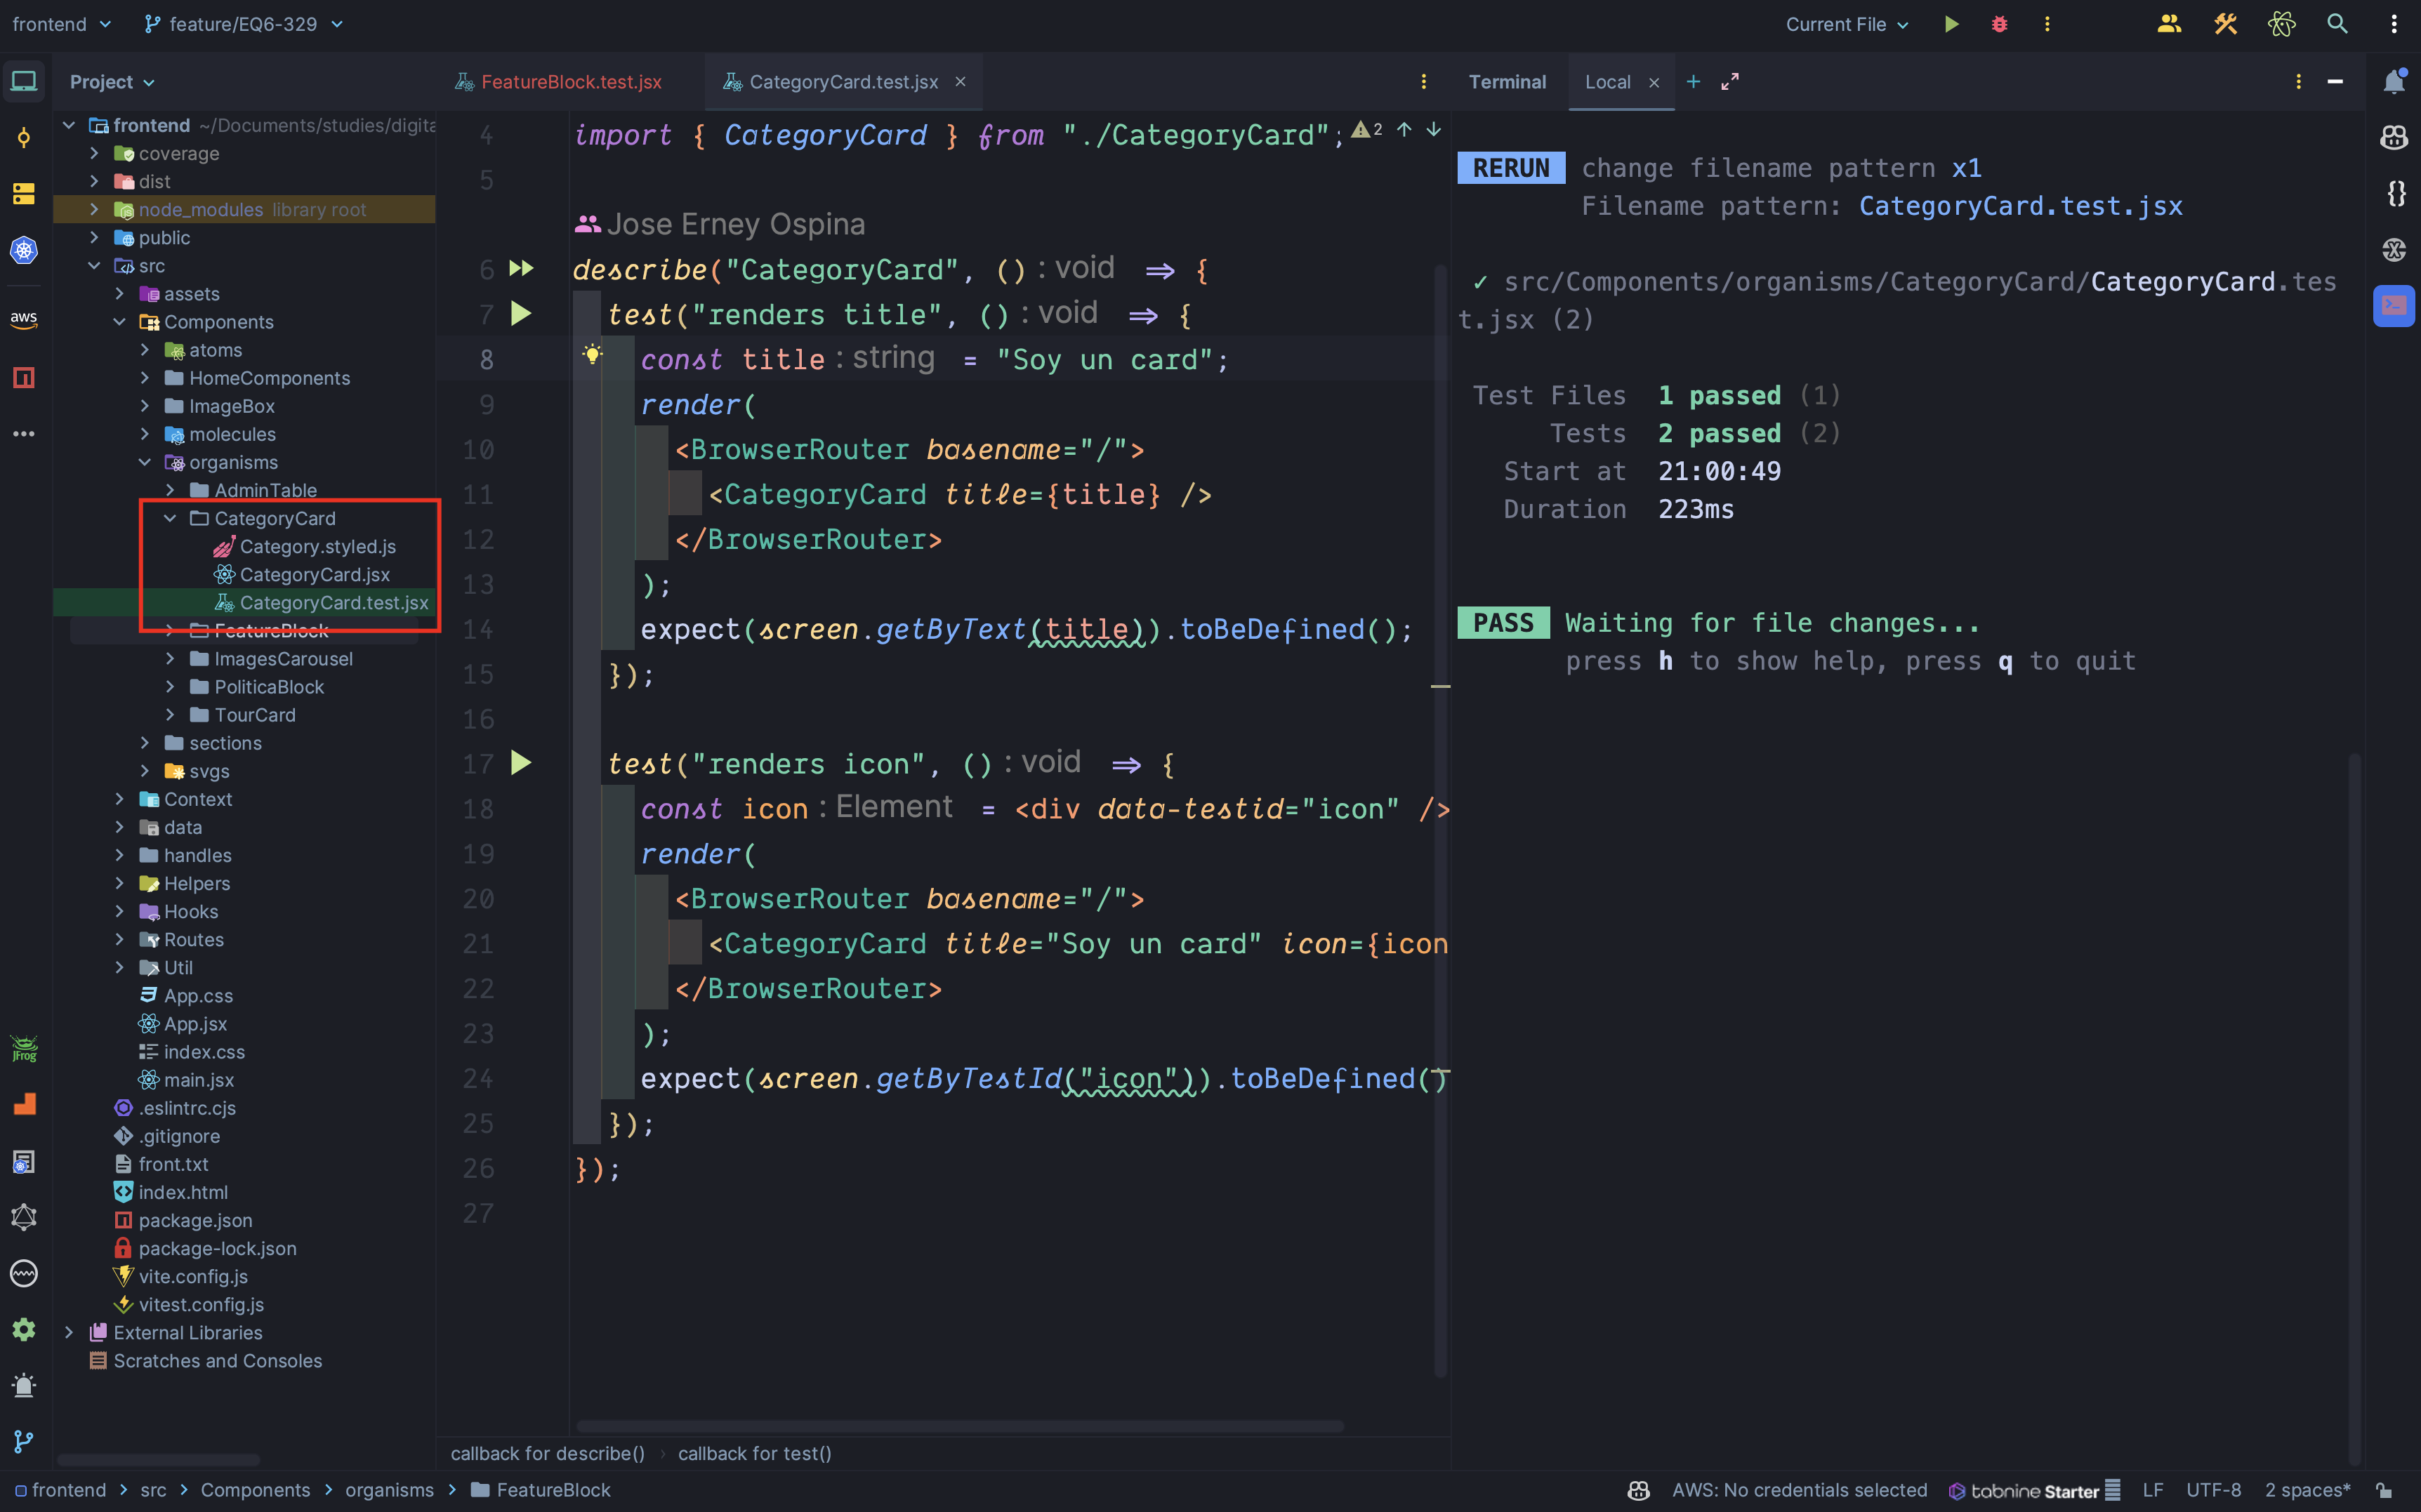 frontend feature/EQ6-329 Current File
Project
FeatureBlock.test.jsx CategoryCard.test.jsx
Terminal Local
frontend ~/Documents/studies/digita
coverage
dist
node_modules library root
public
src
assets
Components
atoms
HomeComponents
ImageBox
molecules
organisms
AdminTable
CategoryCard
Category.styled.js
CategoryCard.jsx
CategoryCard.test.jsx
FeatureBlock
ImagesCarousel
PoliticaBlock
TourCard
sections
svgs
Context
data
handles
Helpers
Hooks
Routes
Util
App.css
App.jsx
index.css
main.jsx
.eslintrc.cjs
.gitignore
front.txt
index.html
package.json
package-lock.json
vite.config.js
vitest.config.js
External Libraries
Scratches and Consoles
aws
JFrog
4 import { CategoryCard } from "./CategoryCard"; 2
5
Jose Erney Ospina
6 describe("CategoryCard", () : void => {
7 test("renders title", () : void => {
8 const title : string = "Soy un card";
9 render(
10 <BrowserRouter basename="/">
11 <CategoryCard title={title} />
12 </BrowserRouter>
13 );
14 expect(screen.getByText(title)).toBeDefined();
15 });
16
17 test("renders icon", () : void => {
18 const icon : Element = <div data-testid="icon" />
19 render(
20 <BrowserRouter basename="/">
21 <CategoryCard title="Soy un card" icon={icon
22 </BrowserRouter>
23 );
24 expect(screen.getByTestId("icon")).toBeDefined()
25 });
26 });
27
callback for describe() › callback for test()
RERUN change filename pattern x1
Filename pattern: CategoryCard.test.jsx
✓ src/Components/organisms/CategoryCard/CategoryCard.tes
t.jsx (2)
Test Files 1 passed (1)
Tests 2 passed (2)
Start at 21:00:49
Duration 223ms
PASS Waiting for file changes...
press h to show help, press q to quit
frontend › src › Components › organisms › FeatureBlock
AWS: No credentials selected tabnine Starter LF UTF-8 2 spaces*